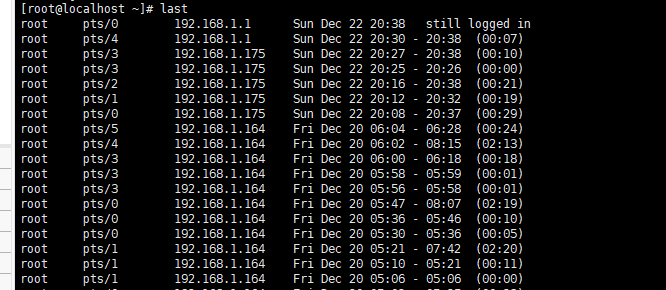 [root@localhost ~]# last
root     pts/0        192.168.1.1      Sun Dec 22 20:38   still logged in
root     pts/4        192.168.1.1      Sun Dec 22 20:30 - 20:38  (00:07)
root     pts/3        192.168.1.175    Sun Dec 22 20:27 - 20:38  (00:10)
root     pts/3        192.168.1.175    Sun Dec 22 20:25 - 20:26  (00:00)
root     pts/2        192.168.1.175    Sun Dec 22 20:16 - 20:38  (00:21)
root     pts/1        192.168.1.175    Sun Dec 22 20:12 - 20:32  (00:19)
root     pts/0        192.168.1.175    Sun Dec 22 20:08 - 20:37  (00:29)
root     pts/5        192.168.1.164    Fri Dec 20 06:04 - 06:28  (00:24)
root     pts/4        192.168.1.164    Fri Dec 20 06:02 - 08:15  (02:13)
root     pts/3        192.168.1.164    Fri Dec 20 06:00 - 06:18  (00:18)
root     pts/3        192.168.1.164    Fri Dec 20 05:58 - 05:59  (00:01)
root     pts/3        192.168.1.164    Fri Dec 20 05:56 - 05:58  (00:01)
root     pts/0        192.168.1.164    Fri Dec 20 05:47 - 08:07  (02:19)
root     pts/0        192.168.1.164    Fri Dec 20 05:36 - 05:46  (00:10)
root     pts/0        192.168.1.164    Fri Dec 20 05:30 - 05:36  (00:05)
root     pts/1        192.168.1.164    Fri Dec 20 05:21 - 07:42  (02:20)
root     pts/1        192.168.1.164    Fri Dec 20 05:10 - 05:21  (00:11)
root     pts/1        192.168.1.164    Fri Dec 20 05:06 - 05:06  (00:00)